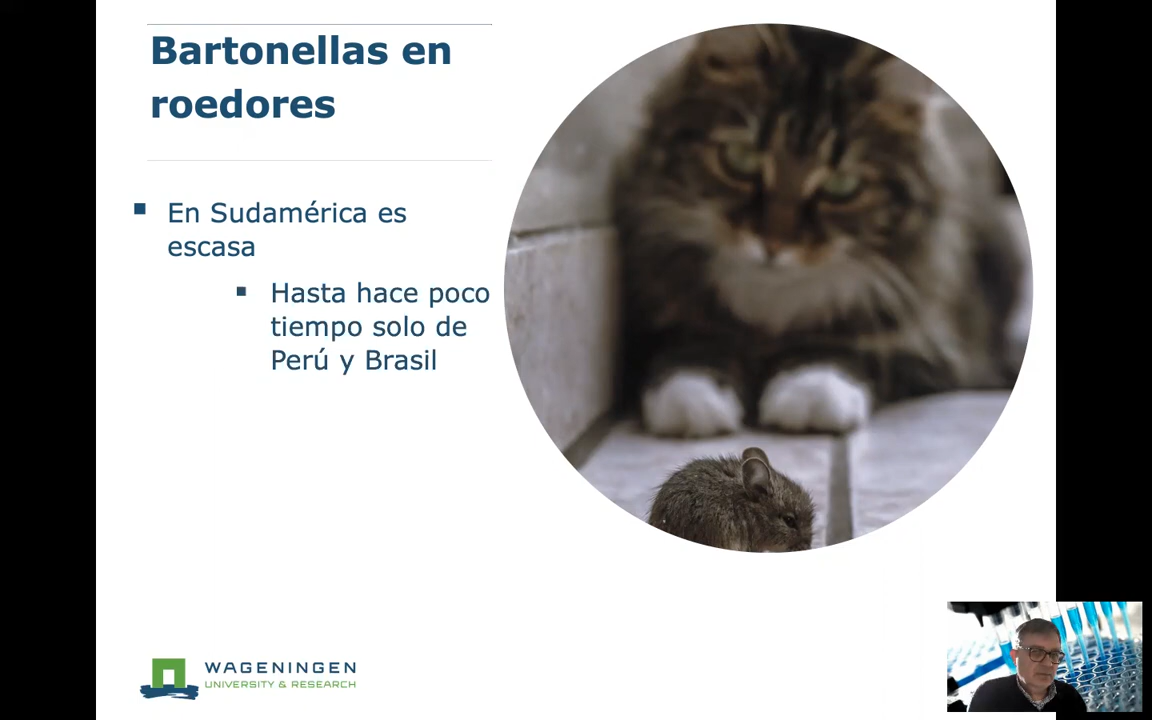 Bartonellas en
roedores
En Sudamérica es
escasa
Hasta hace poco
tiempo solo de
Perú y Brasil
WAGENINGEN
UNIVERSITY & RESEARCH